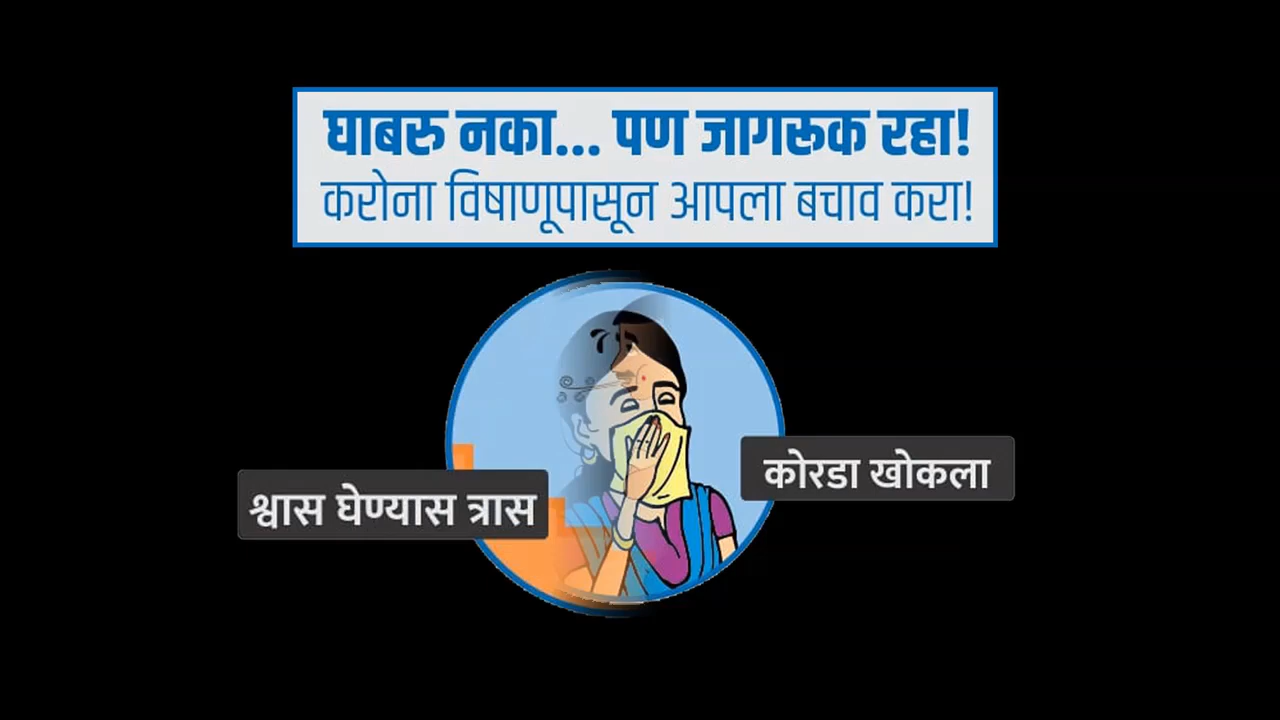 घाबरु नका... पण जागरूक रहा!
करोना विषाणूपासून आपला बचाव करा!
कोरडा खोकला
श्वास घेण्यास त्रास